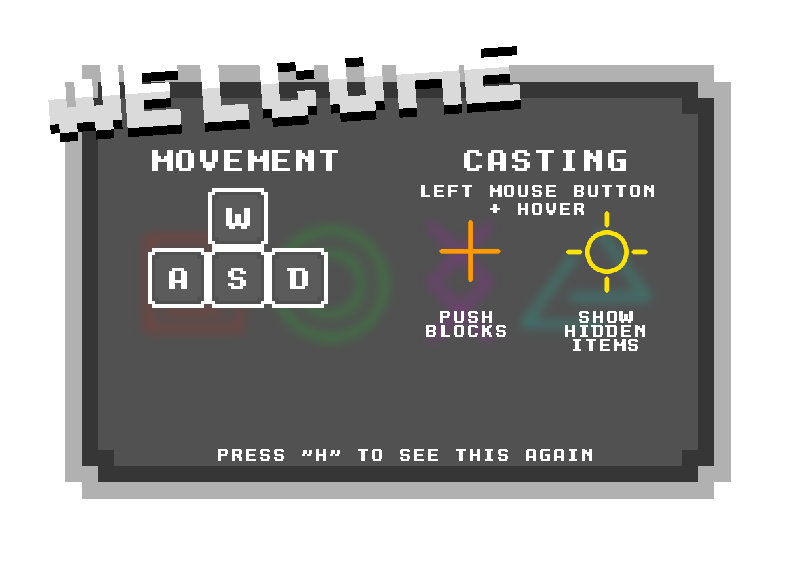 WELCOME
MOVEMENT
CASTING
LEFT MOUSE BUTTON
+ HOVER
W
A S D
PUSH
BLOCKS
SHOW
HIDDEN
ITEMS
PRESS "H" TO SEE THIS AGAIN